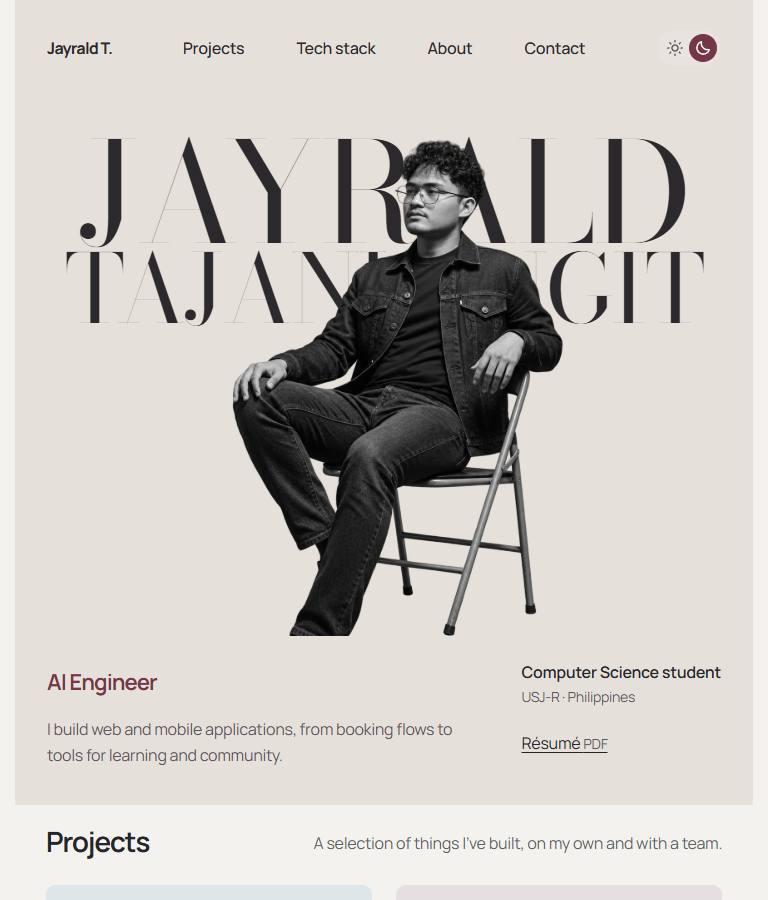 Jayrald T.
Projects
Tech stack
About
Contact
JAYRALD
AI Engineer
Computer Science student
USJ-R · Philippines
I build web and mobile applications, from booking flows to
tools for learning and community.
Résumé PDF
Projects
A selection of things I've built, on my own and with a team.